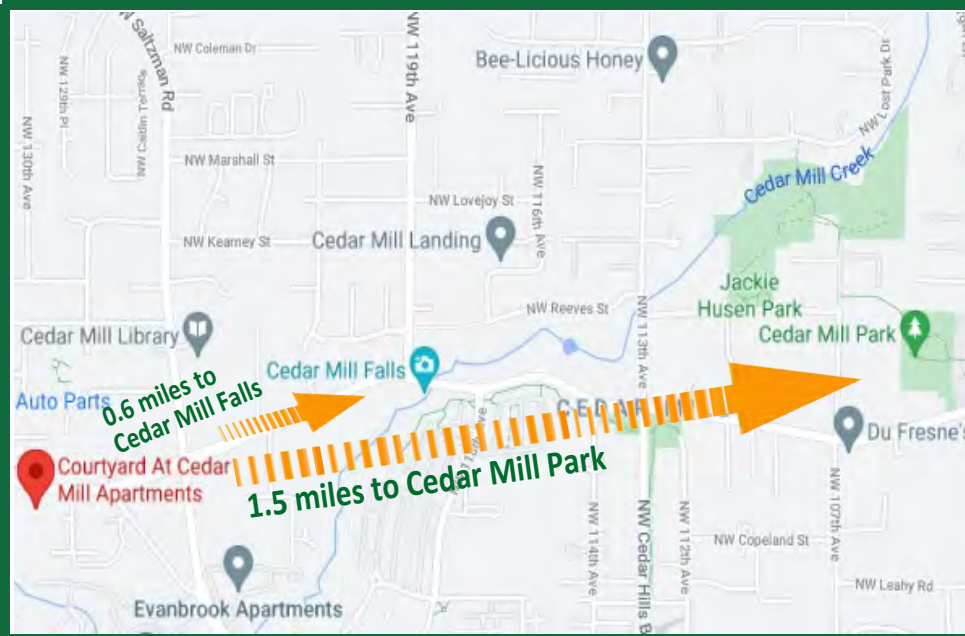 NW Saltzman Rd
NW Coleman Dr
NW 119th Ave
Bee-Licious Honey
NW Lost Park Dr
NW 129th Pl
NW 130th Ave
NW Marshall St
Cedar Mill Creek
NW 116th Ave
NW Lovejoy St
NW Kearney St
Cedar Mill Landing
Jackie
Husen Park
NW Reeves St
NW 113th Ave
Cedar Mill Library
Cedar Mill Park
Cedar Mill Falls
Auto Parts
0.6 miles to
Cedar Mill Falls
Du Fresne's
Courtyard At Cedar
Mill Apartments
1.5 miles to Cedar Mill Park
NW 114th Ave
NW Cedar Hills B
NW 112th Ave
NW 107th Ave
NW Copeland St
Evanbrook Apartments
NW Leahy Rd